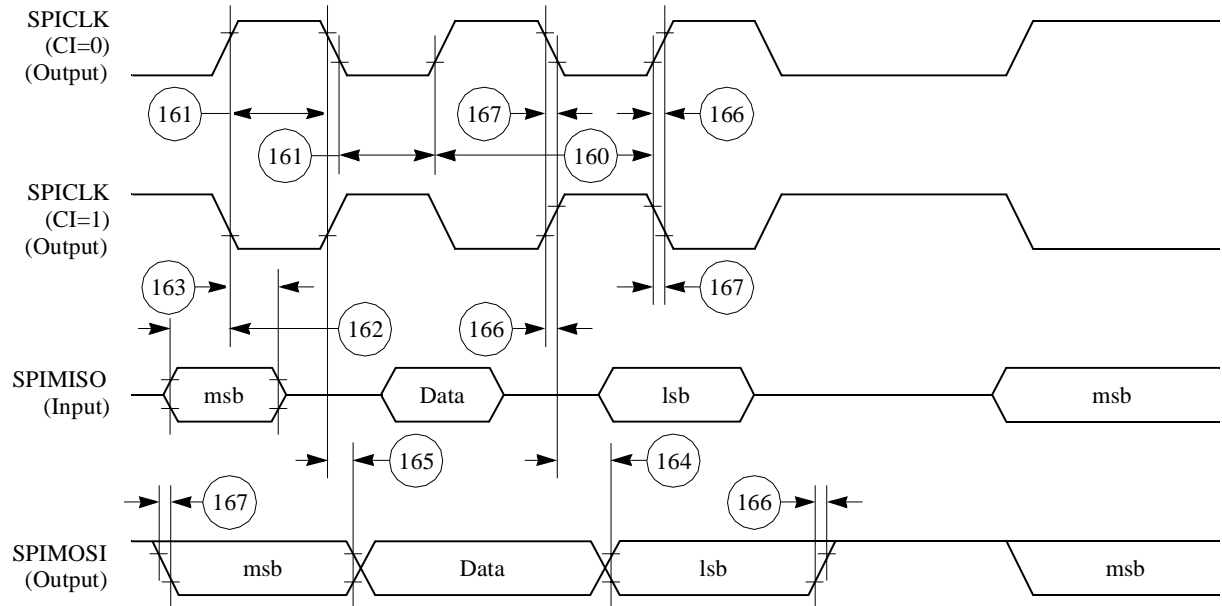 SPICLK
(CI=0)
(Output)
161
167
166
161
160
SPICLK
(CI=1)
(Output)
163
167
162
166
SPIMISO
(Input)
msb
Data
lsb
msb
165
164
167
166
SPIMOSI
(Output)
msb
Data
lsb
msb